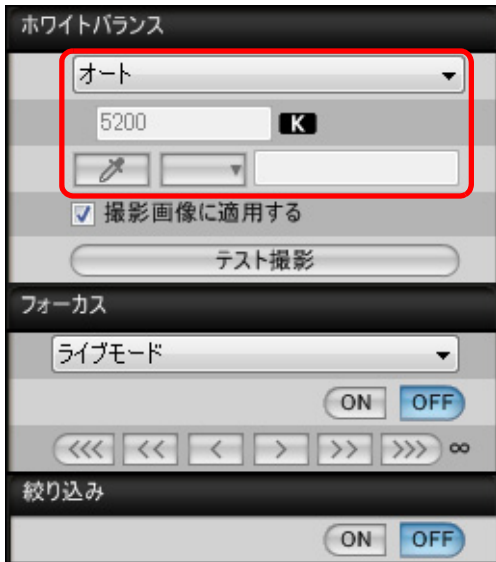 ホワイトバランス
オート
5200 K
撮影画像に適用する
テスト撮影
フォーカス
ライブモード
ON OFF
<<< << < > >> >>> ∞
絞り込み
ON OFF